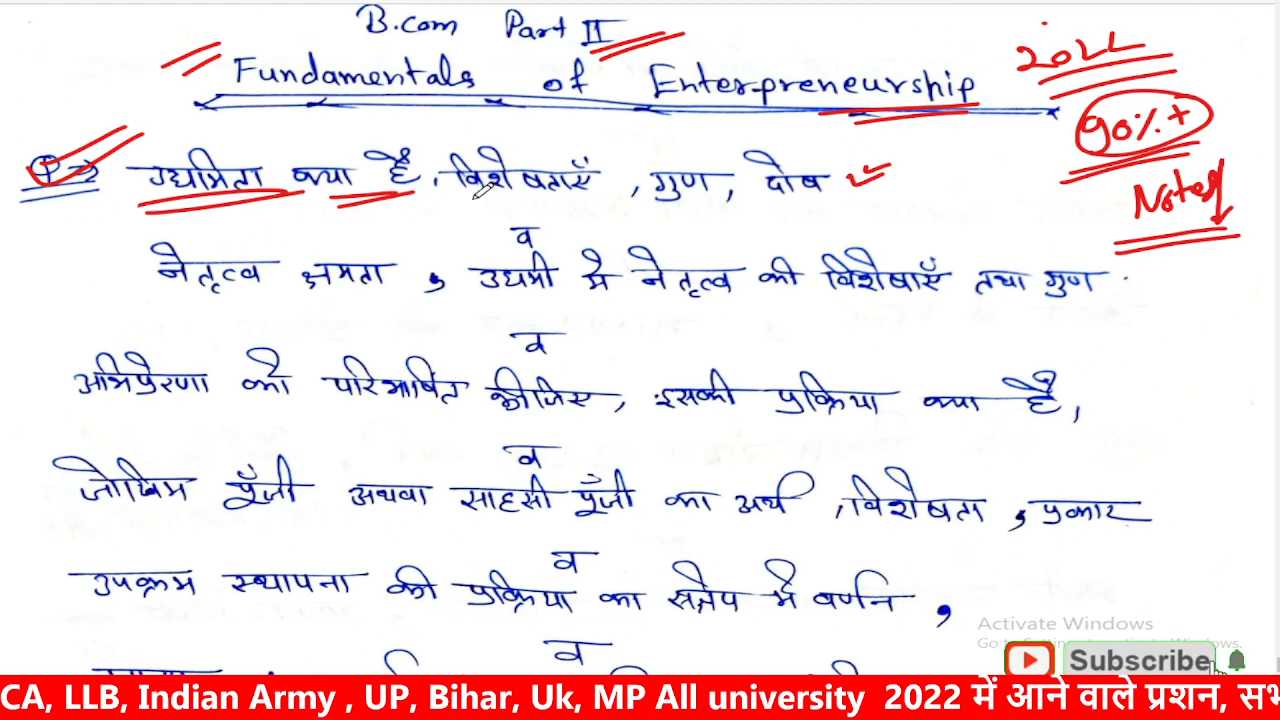 B.Com Part II
Fundamentals of Enterpreneurship
2022
90%+
Notes
Q⇒ उद्यमिता क्या है, विशेषताएँ, गुण, दोष
व
नेतृत्व क्षमता, उद्यमी मे नेतृत्व की विशेषाएँ तथा गुण
व
अभिप्रेरणा को परिभाषित कीजिए, इसकी प्रक्रिया क्या है,
व
जोखिम पूँजी अथवा साहसी पूँजी का अर्थ, विशेषता, प्रकार
व
उपक्रम स्थापना की प्रक्रिया का संक्षेप में वर्णन,
व
Activate Windows
Subscribe
CA, LLB, Indian Army , UP, Bihar, Uk, MP All university 2022 में आने वाले प्रशन, सभ